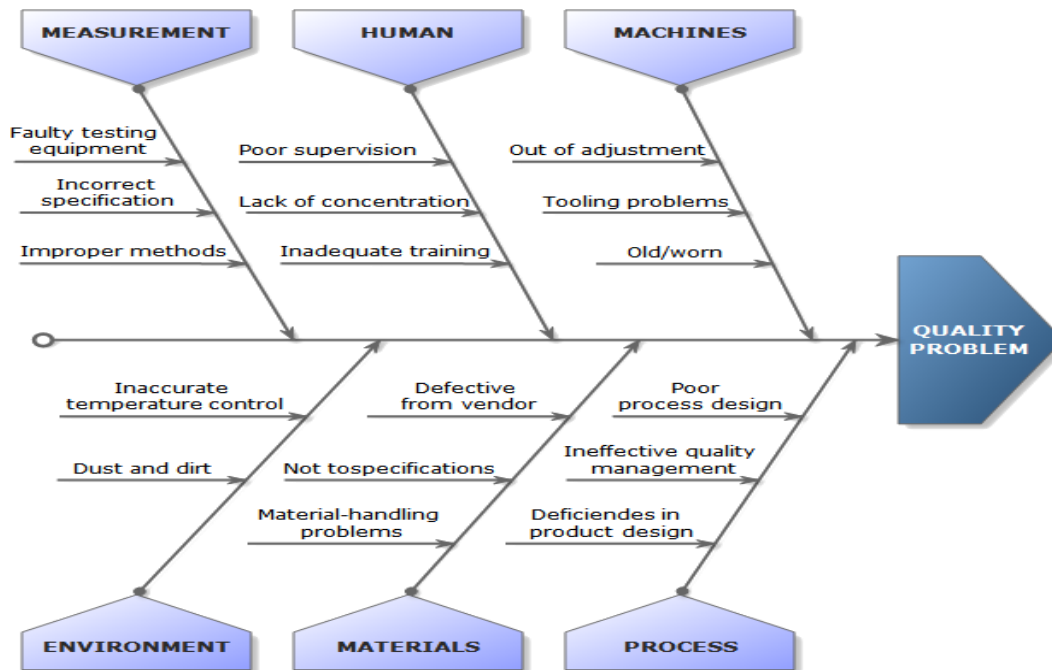 MEASUREMENT
HUMAN
MACHINES
Faulty testing
equipment
Incorrect
specification
Improper methods
Poor supervision
Lack of concentration
Inadequate training
Out of adjustment
Tooling problems
Old/worn
QUALITY
PROBLEM
Inaccurate
temperature control
Dust and dirt
Defective
from vendor
Not tospecifications
Material-handling
problems
Poor
process design
Ineffective quality
management
Deficiendes in
product design
ENVIRONMENT
MATERIALS
PROCESS